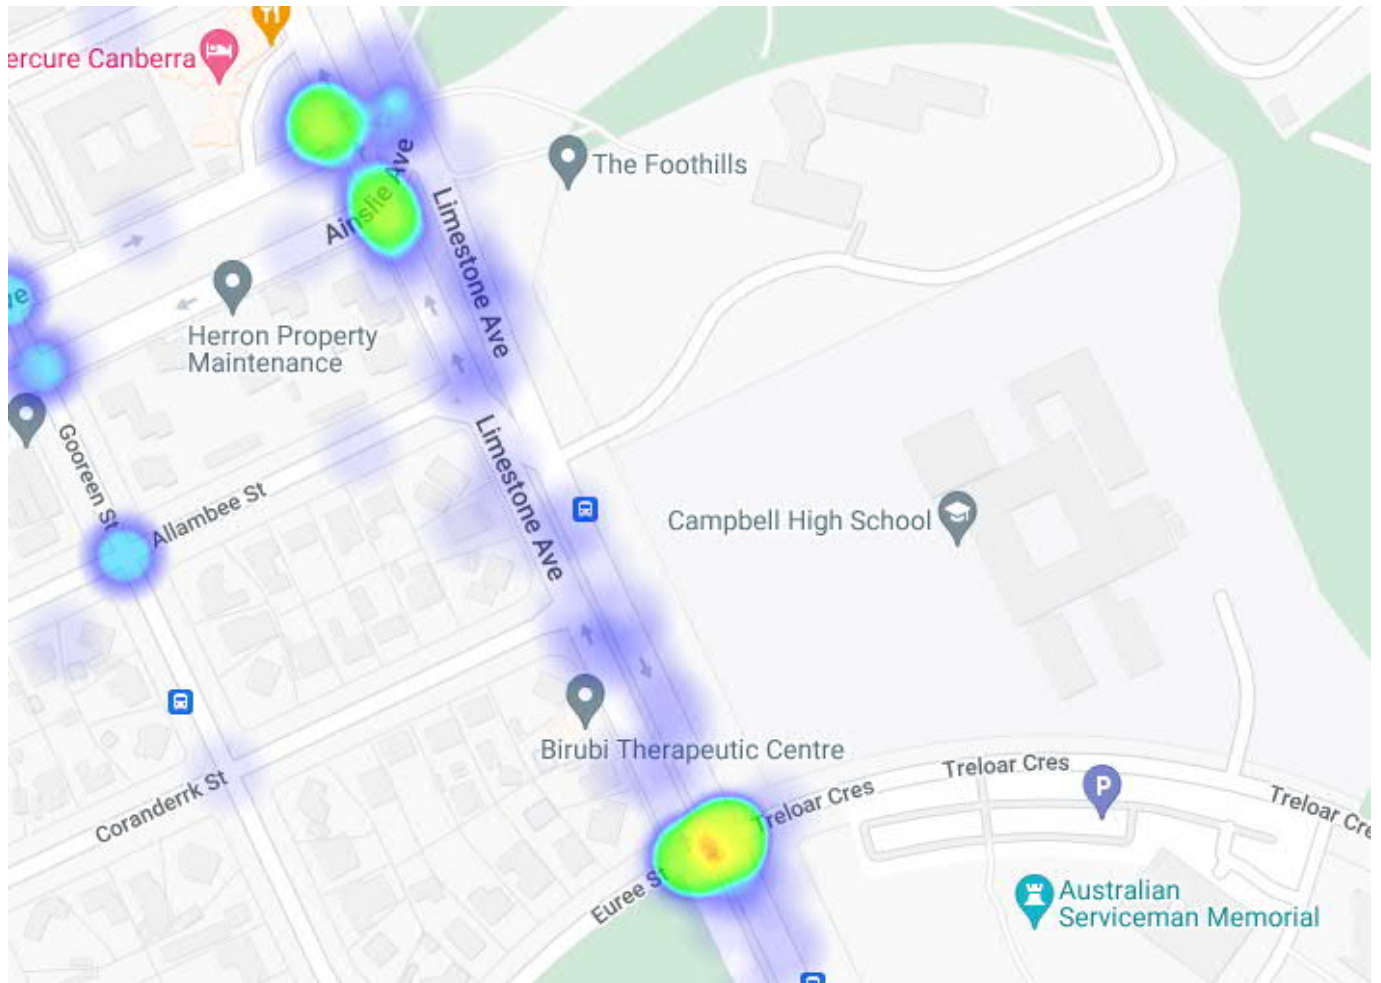 ercure Canberra
The Foothills
Ainslie Ave
Limestone Ave
ve
Herron Property
Maintenance
Gooreen St
Allambee St
Limestone Ave
Campbell High School
Birubi Therapeutic Centre
Coranderrk St
Treloar Cres
Treloar Cres
Treloar Cre
P
Euree St
Australian
Serviceman Memorial